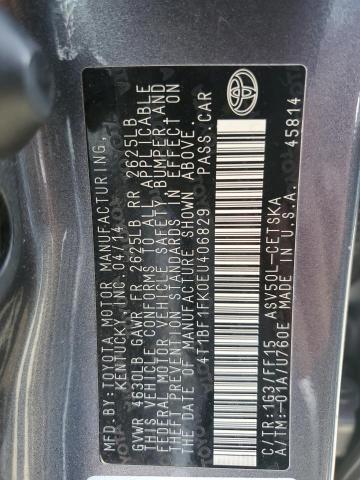 MFD. BY:TOYOTA MOTOR MANUFACTURING,
KENTUCKY, INC. 04/14
GVWR 4630LB GAWR FR 2625LB RR 2625LB
THIS VEHICLE CONFORMS TO ALL APPLICABLE
FEDERAL MOTOR VEHICLE SAFETY, BUMPER, AND
THEFT PREVENTION STANDARDS IN EFFECT ON
THE DATE OF MANUFACTURE SHOWN ABOVE.
4T1BF1FK0EU406829 PASS.CAR
C/TR:1G3/FE15 ASV50L-CETSKA
A/TM:-01A/U760E MADE IN U.S.A.
45814